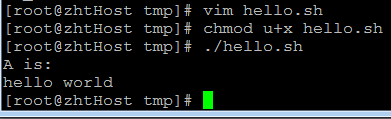 [root@zhtHost tmp]# vim hello.sh
[root@zhtHost tmp]# chmod u+x hello.sh
[root@zhtHost tmp]# ./hello.sh
A is:
hello world
[root@zhtHost tmp]#